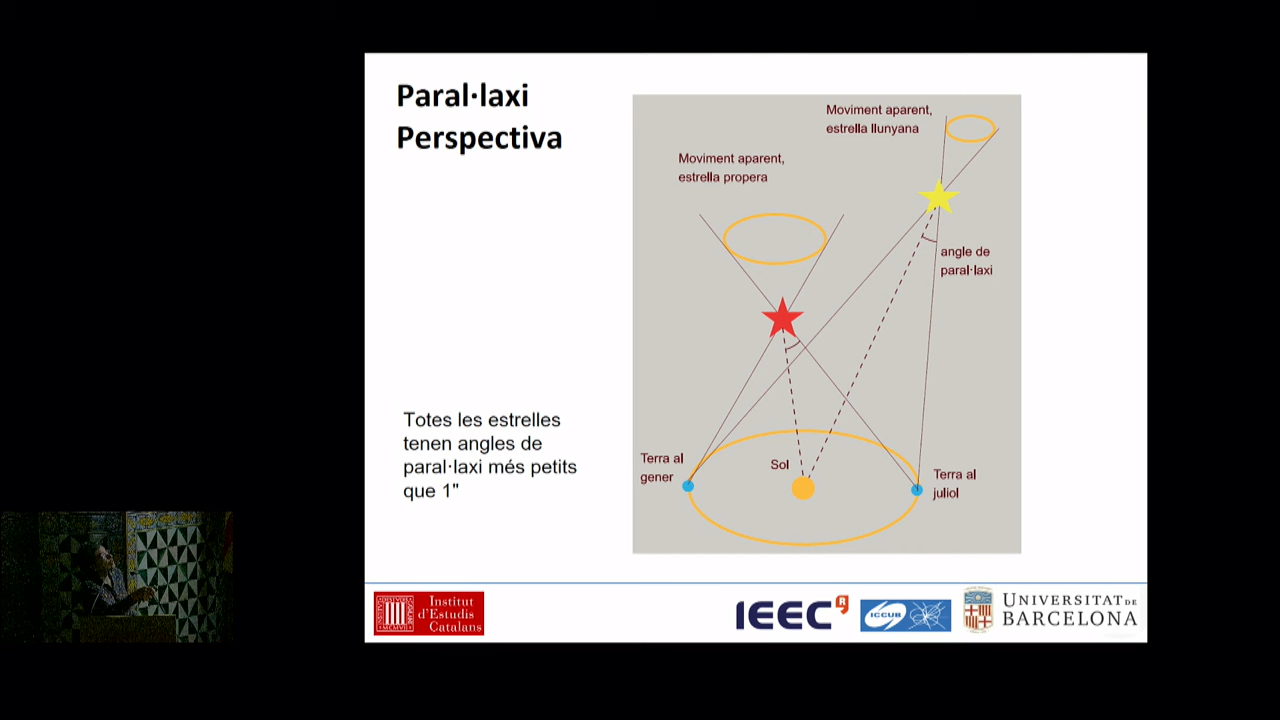 Paral·laxi
Perspectiva
Moviment aparent,
estrella llunyana
Moviment aparent,
estrella propera
angle de
paral·laxi
Totes les estrelles
tenen angles de
paral·laxi més petits
que 1"
Terra al
gener
Sol
Terra al
juliol
Institut
d'Estudis
Catalans
IEEC
ICCUB
UNIVERSITAT DE
BARCELONA